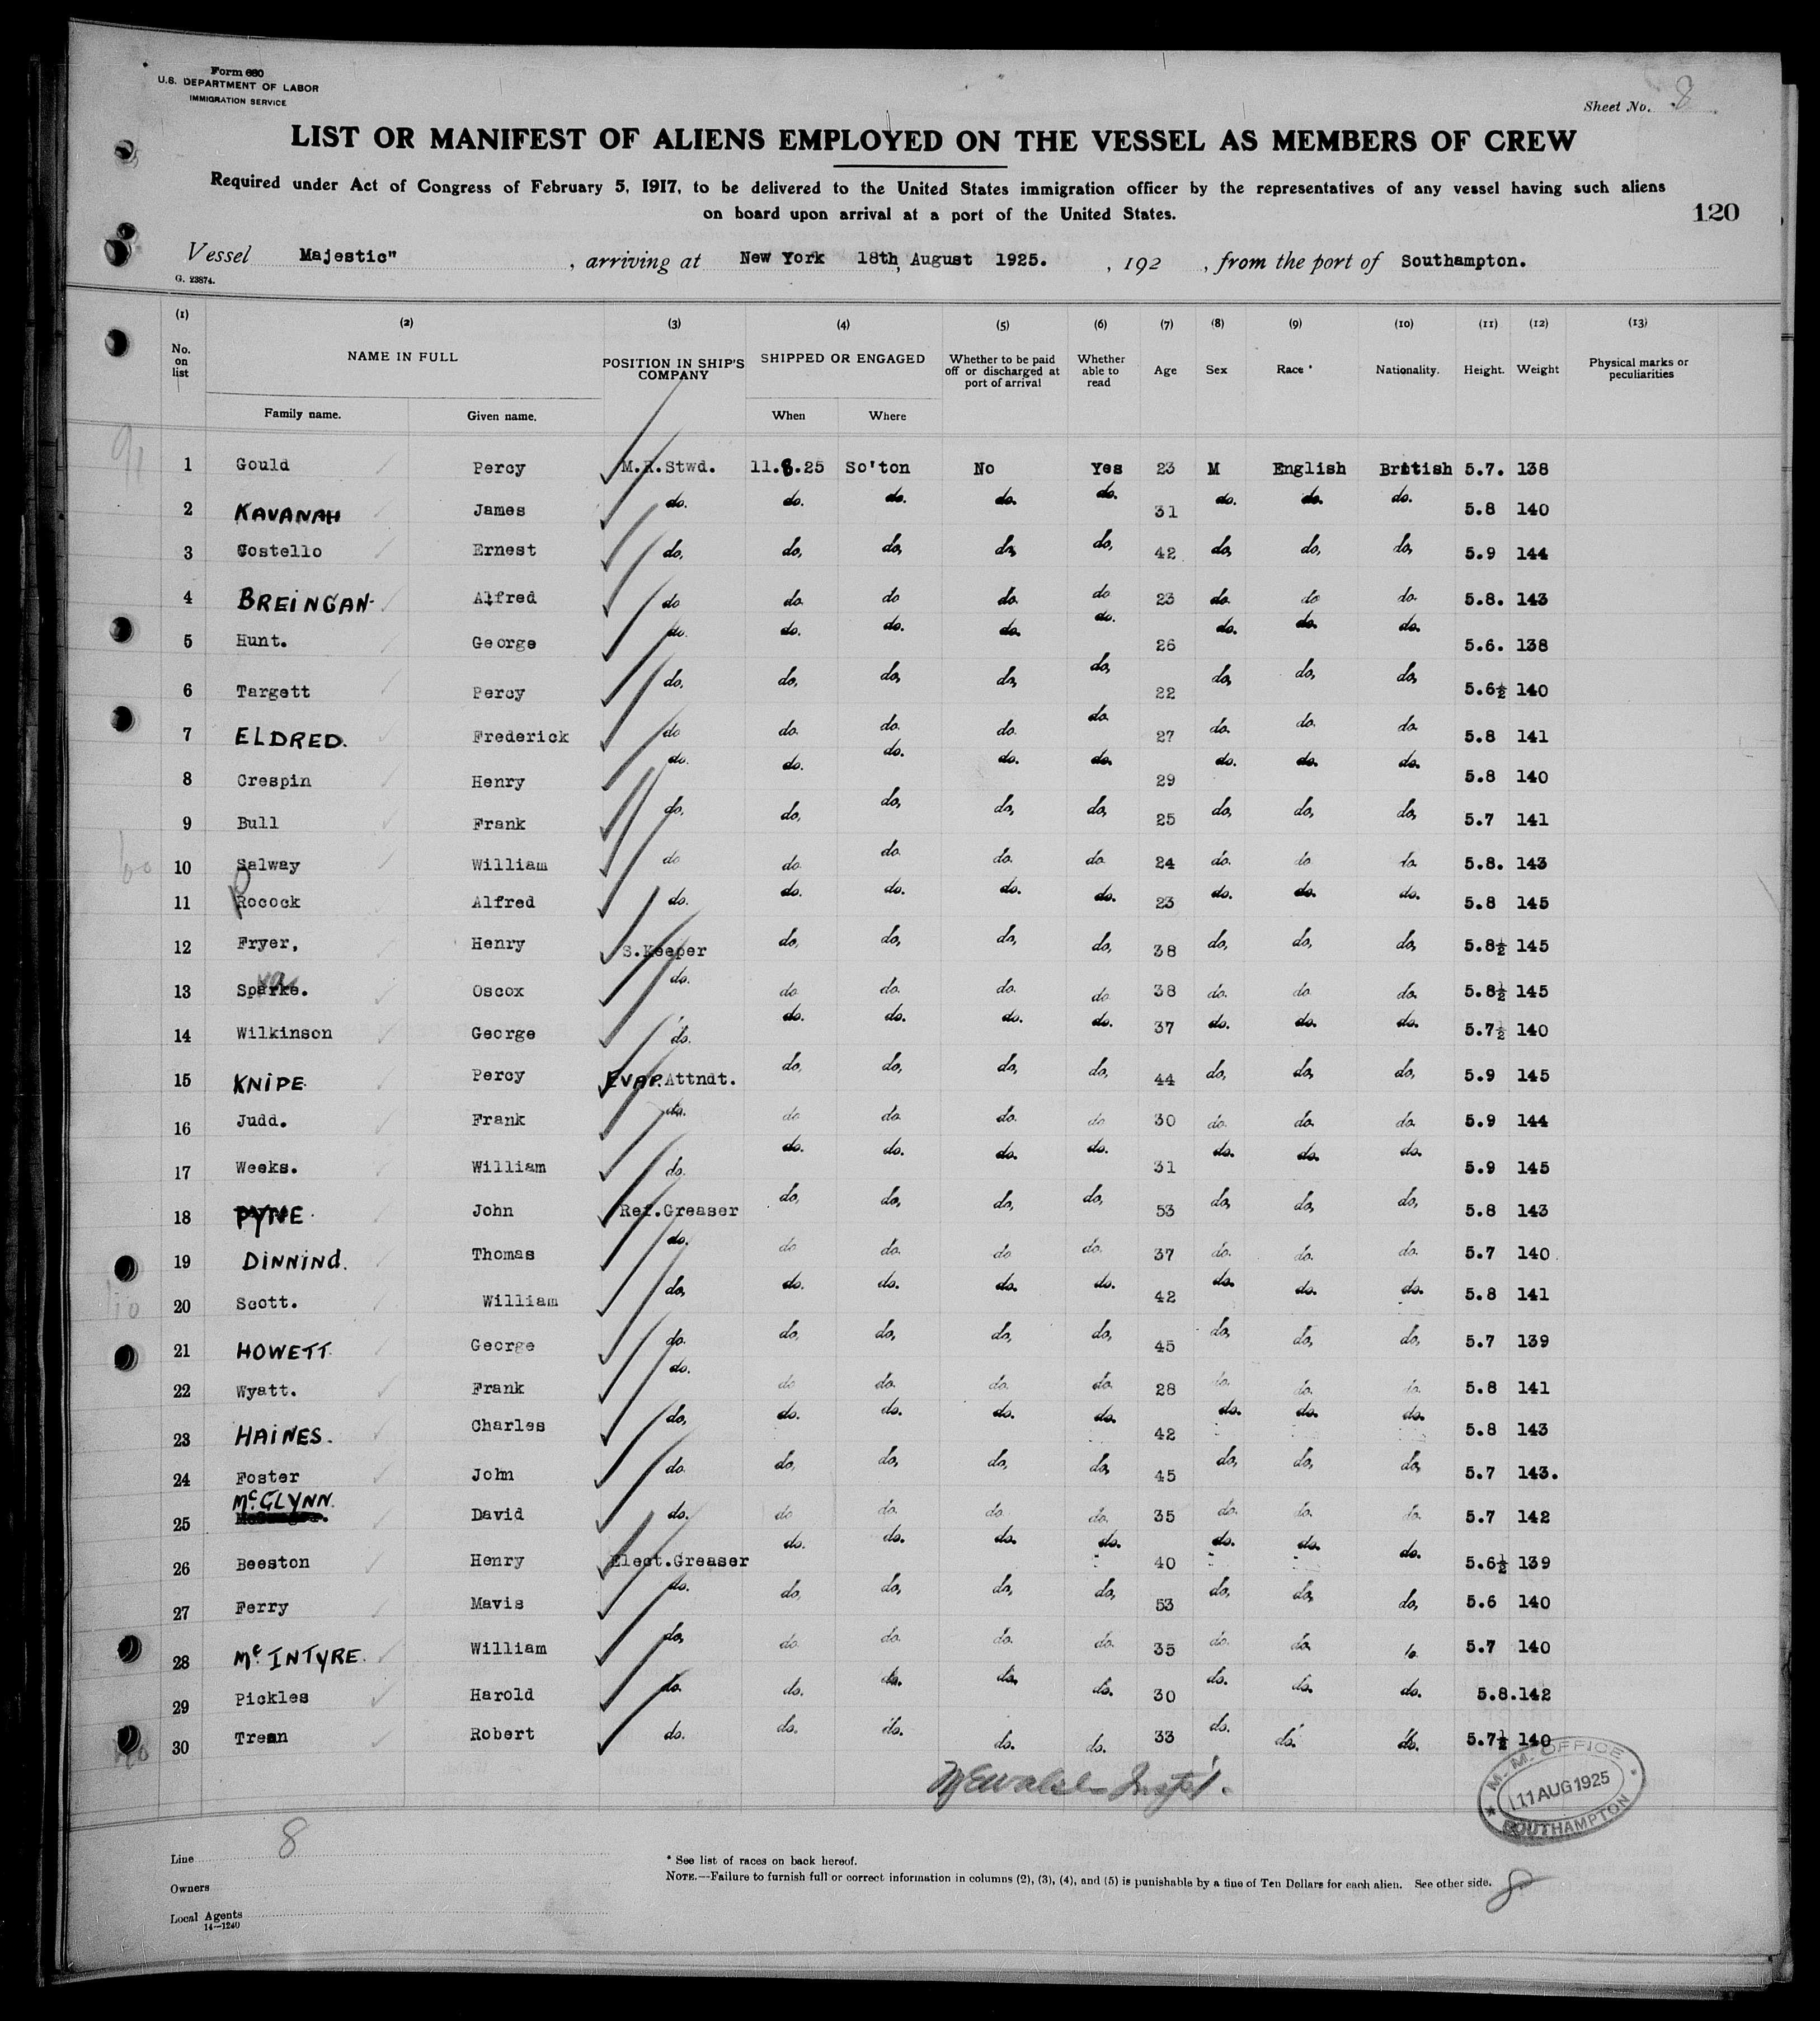 Form 680
U.S. DEPARTMENT OF LABOR
IMMIGRATION SERVICE
Sheet No. 8
LIST OR MANIFEST OF ALIENS EMPLOYED ON THE VESSEL AS MEMBERS OF CREW
Required under Act of Congress of February 5, 1917, to be delivered to the United States immigration officer by the representatives of any vessel having such aliens
on board upon arrival at a port of the United States.
120
Vessel Majestic" , arriving at New York 18th, August 1925. , 192 , from the port of Southampton.
G. 23874.
(1) (2) (3) (4) (5) (6) (7) (8) (9) (10) (11) (12) (13)
No. on list NAME IN FULL POSITION IN SHIP'S COMPANY SHIPPED OR ENGAGED Whether to be paid off or discharged at port of arrival Whether able to read Age Sex Race * Nationality. Height. Weight Physical marks or peculiarities
Family name. Given name. When Where
1 Gould Percy M.R.Stwd. 11.8.25 So'ton No Yes 23 M English British 5.7. 138
2 KAVANAH James do. do. do. do. do. 31 do. do. do. 5.8 140
3 Costello Ernest do, do, do, do, do, 42 do, do, do, 5.9 144
4 BREINGAN Alfred do do. do do. do 23 do. do do. 5.8. 143
5 Hunt. George do. do. do. do. do. 26 do. do. do. 5.6. 138
6 Targett Percy do, do, do, do, do, 22 do, do, do, 5.6½ 140
7 ELDRED. Frederick do do. do. do. do. 27 do. do. do. 5.8 141
8 Crespin Henry do. do. do. do. do. 29 do. do. do. 5.8 140
9 Bull Frank do, do, do, do, do, 25 do, do, do, 5.7 141
10 Salway William do do. do. do. do. 24 do. do do. 5.8. 143
11 Pocock Alfred do. do. do. do. do. 23 do. do. do. 5.8 145
12 Fryer, Henry S.Keeper do, do, do, do, 38 do, do, do, 5.8½ 145
13 Sparke. Oscox do. do do. do. do 38 do. do. do. 5.8½ 145
14 Wilkinson George do. do. do. do. do. 37 do. do. do. 5.7½ 140
15 KNIPE Percy EVAP.Attndt. do, do, do, do, 44 do, do, do, 5.9 145
16 Judd. Frank do. do do. do. do 30 do. do. do. 5.9 144
17 Weeks. William do. do. do. do. do. 31 do. do. do. 5.9 145
18 PYNE John Ref.Greaser do, do, do, do, 53 do, do, do, 5.8 143
19 DINNINd. Thomas do. do do. do do. 37 do. do. do. 5.7 140
20 Scott. William do, do. do. do. do. 42 do. do. do. 5.8 141
21 HOWETT. George do. do, do, do, do, 45 do, do, do, 5.7 139
22 Wyatt. Frank do. do do. do. do. 28 do. do. do. 5.8 141
23 HAINES. Charles do, do. do. do. do. 42 do. do. do. 5.8 143
24 Foster John do. do, do, do, do, 45 do, do, do, 5.7 143.
McGLYNN.
25 David do. do do. do. do. 35 do. do. do. 5.7 142
26 Beeston Henry Elect.Greaser do. do. do. do. 40 do. do. do. 5.6½ 139
27 Ferry Mavis do. do, do, do, do, 53 do, do, do, 5.6 140
28 McINTYRE. William do, do. do. do. do. 35 do. do. do. 5.7 140
29 Pickles Harold do. do. do. do. do. 30 do. do. do. 5.8.142
30 Trean Robert do. do. do. do. do. 33 do. do. do. 5.7½ 140
M. M. OFFICE
11 AUG 1925
SOUTHAMPTON
8
Line
Owners
Local Agents
14—1240
* See list of races on back hereof.
NOTE.—Failure to furnish full or correct information in columns (2), (3), (4), and (5) is punishable by a fine of Ten Dollars for each alien. See other side.
8